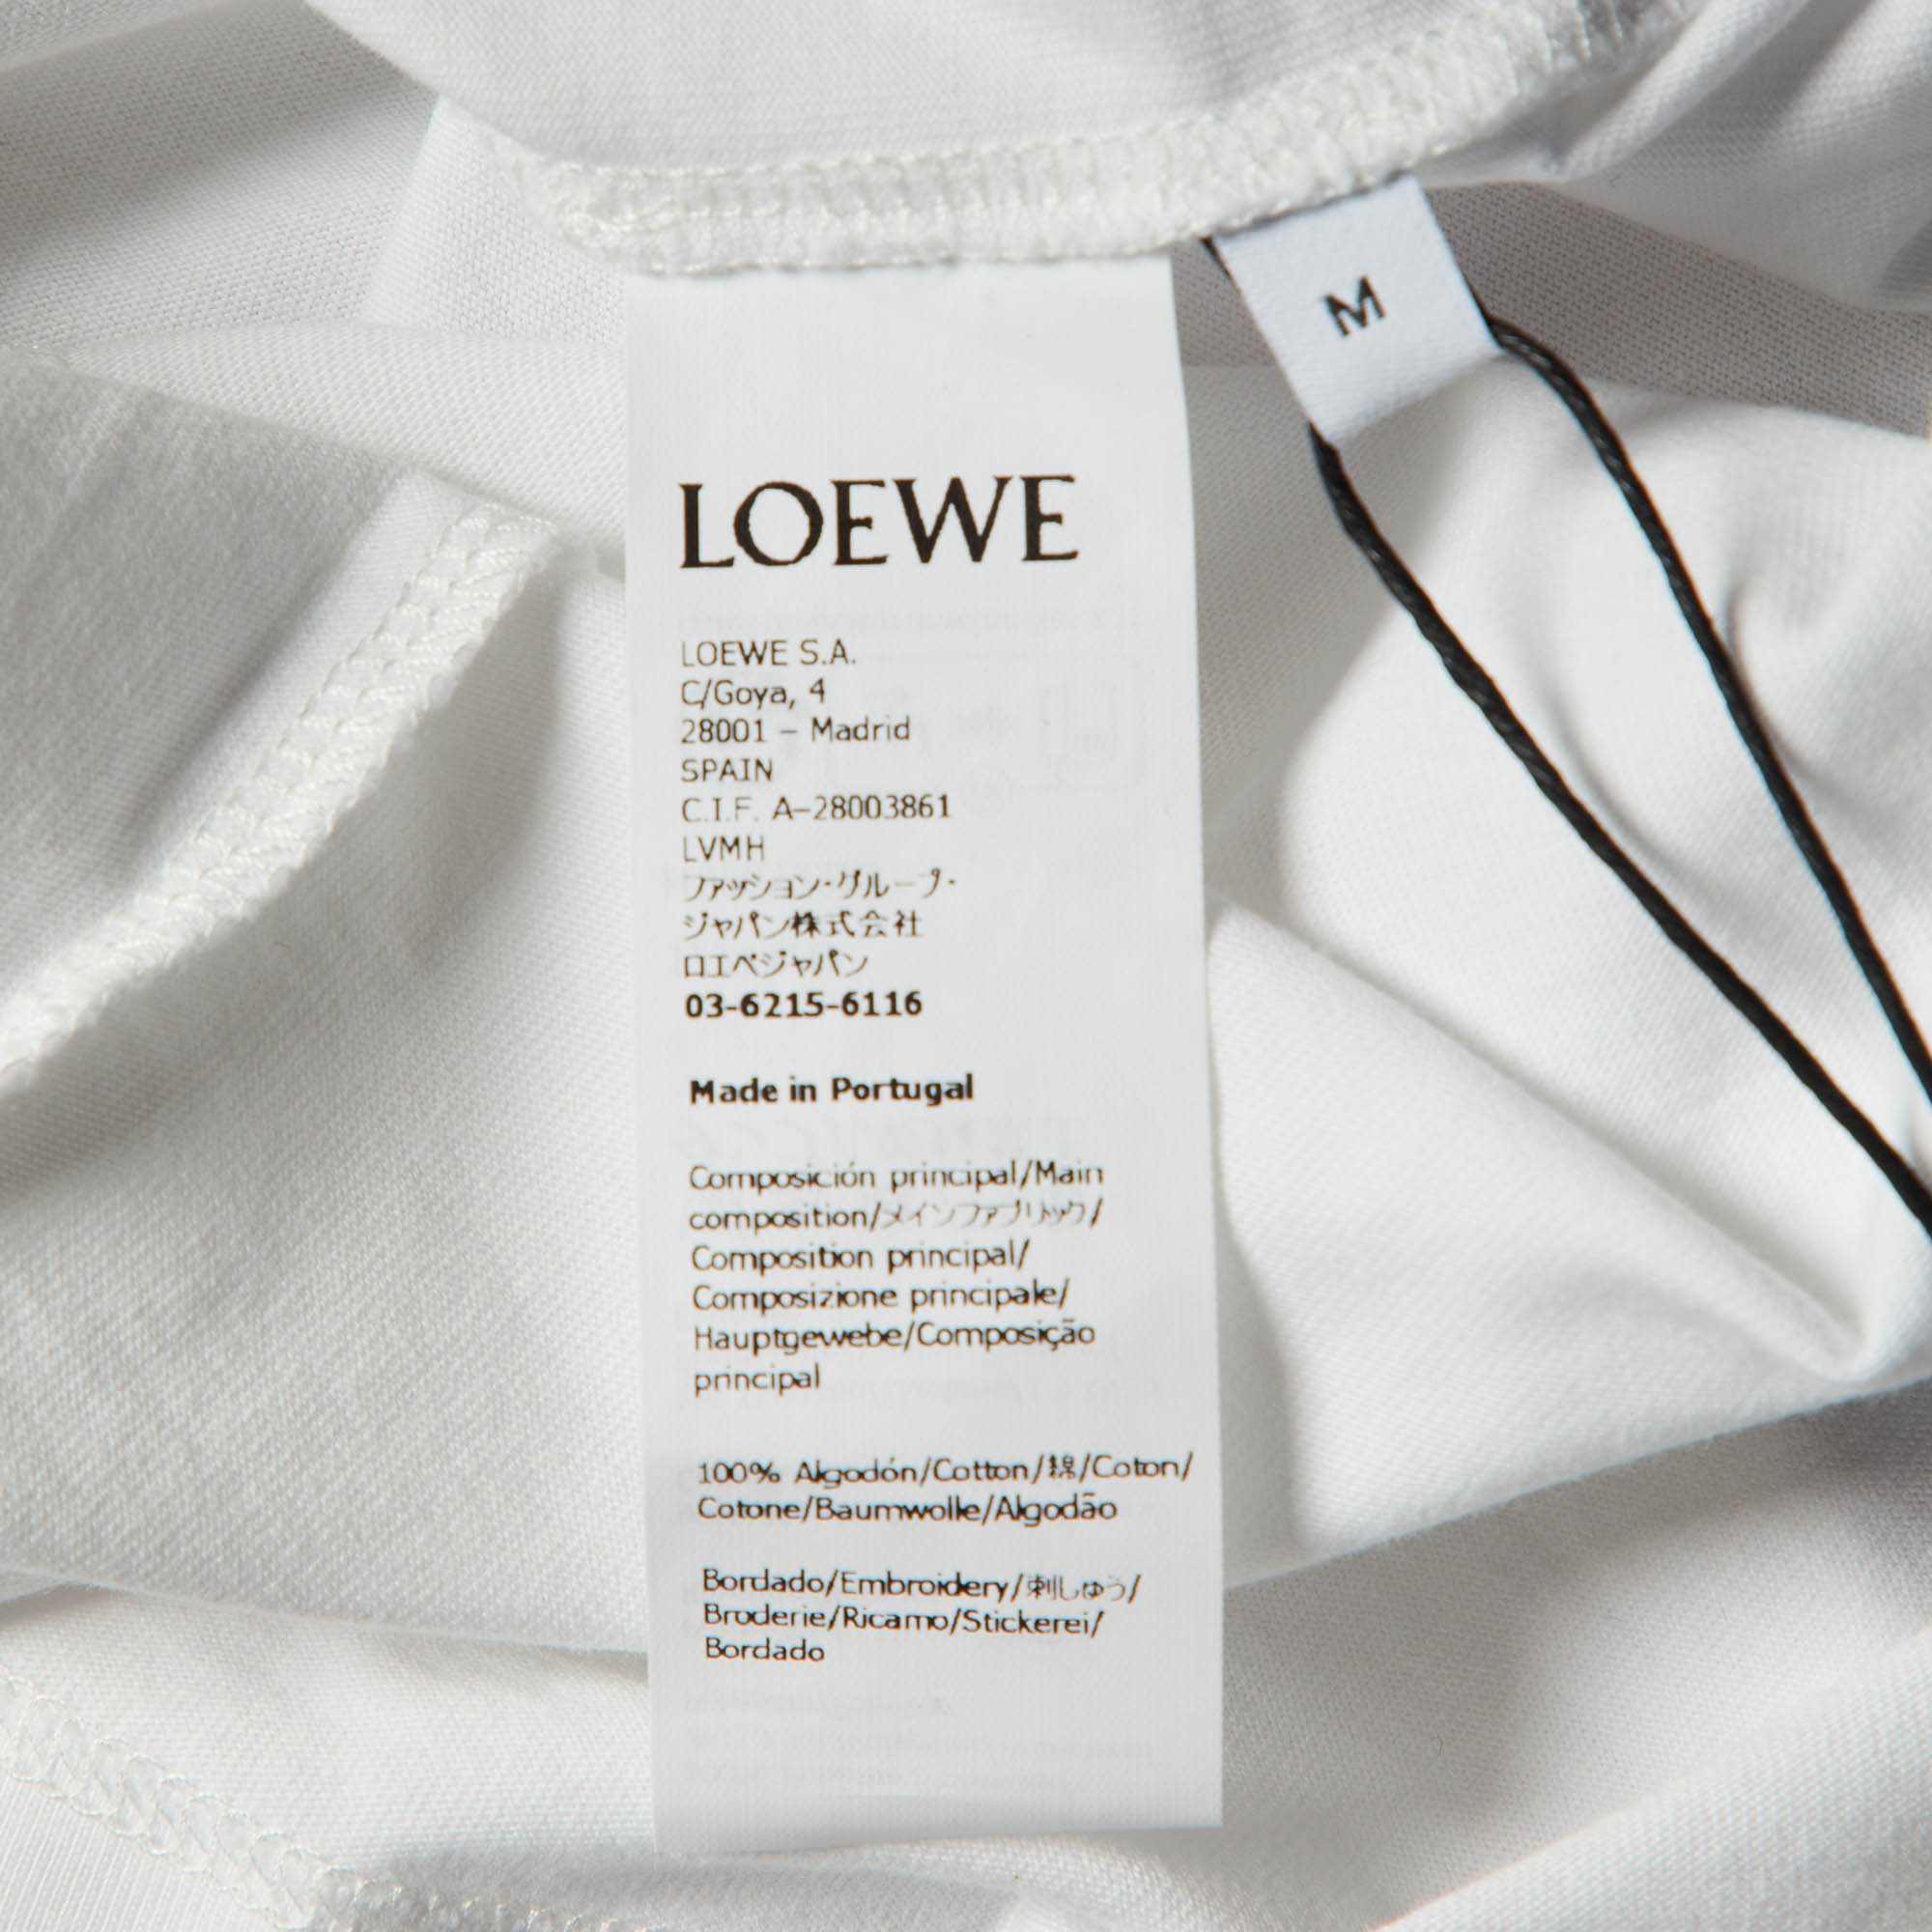 M
LOEWE
LOEWE S.A.
C/Goya, 4
28001 – Madrid
SPAIN
C.I.F. A-28003861
LVMH
ファッション・グループ・
ジャパン株式会社
ロエベジャパン
03-6215-6116
Made in Portugal
Composición principal/Main
composition/メインファブリック/
Composition principal/
Composizione principale/
Hauptgewebe/Composição
principal
100% Algodón/Cotton/綿/Coton/
Cotone/Baumwolle/Algodão
Bordado/Embroidery/刺しゅう/
Broderie/Ricamo/Stickerei/
Bordado